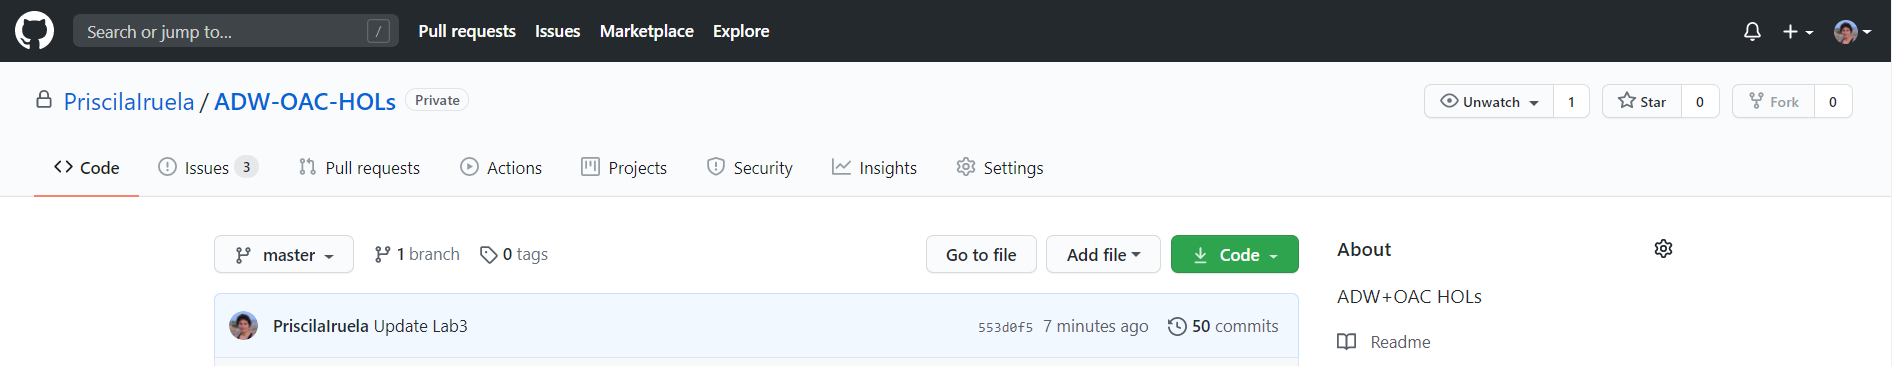 Search or jump to... / Pull requests Issues Marketplace Explore
PriscilaIruela / ADW-OAC-HOLs Private Unwatch 1 Star 0 Fork 0
Code Issues 3 Pull requests Actions Projects Security Insights Settings
master 1 branch 0 tags Go to file Add file Code About
ADW+OAC HOLs
PriscilaIruela Update Lab3 553d0f5 7 minutes ago 50 commits
Readme